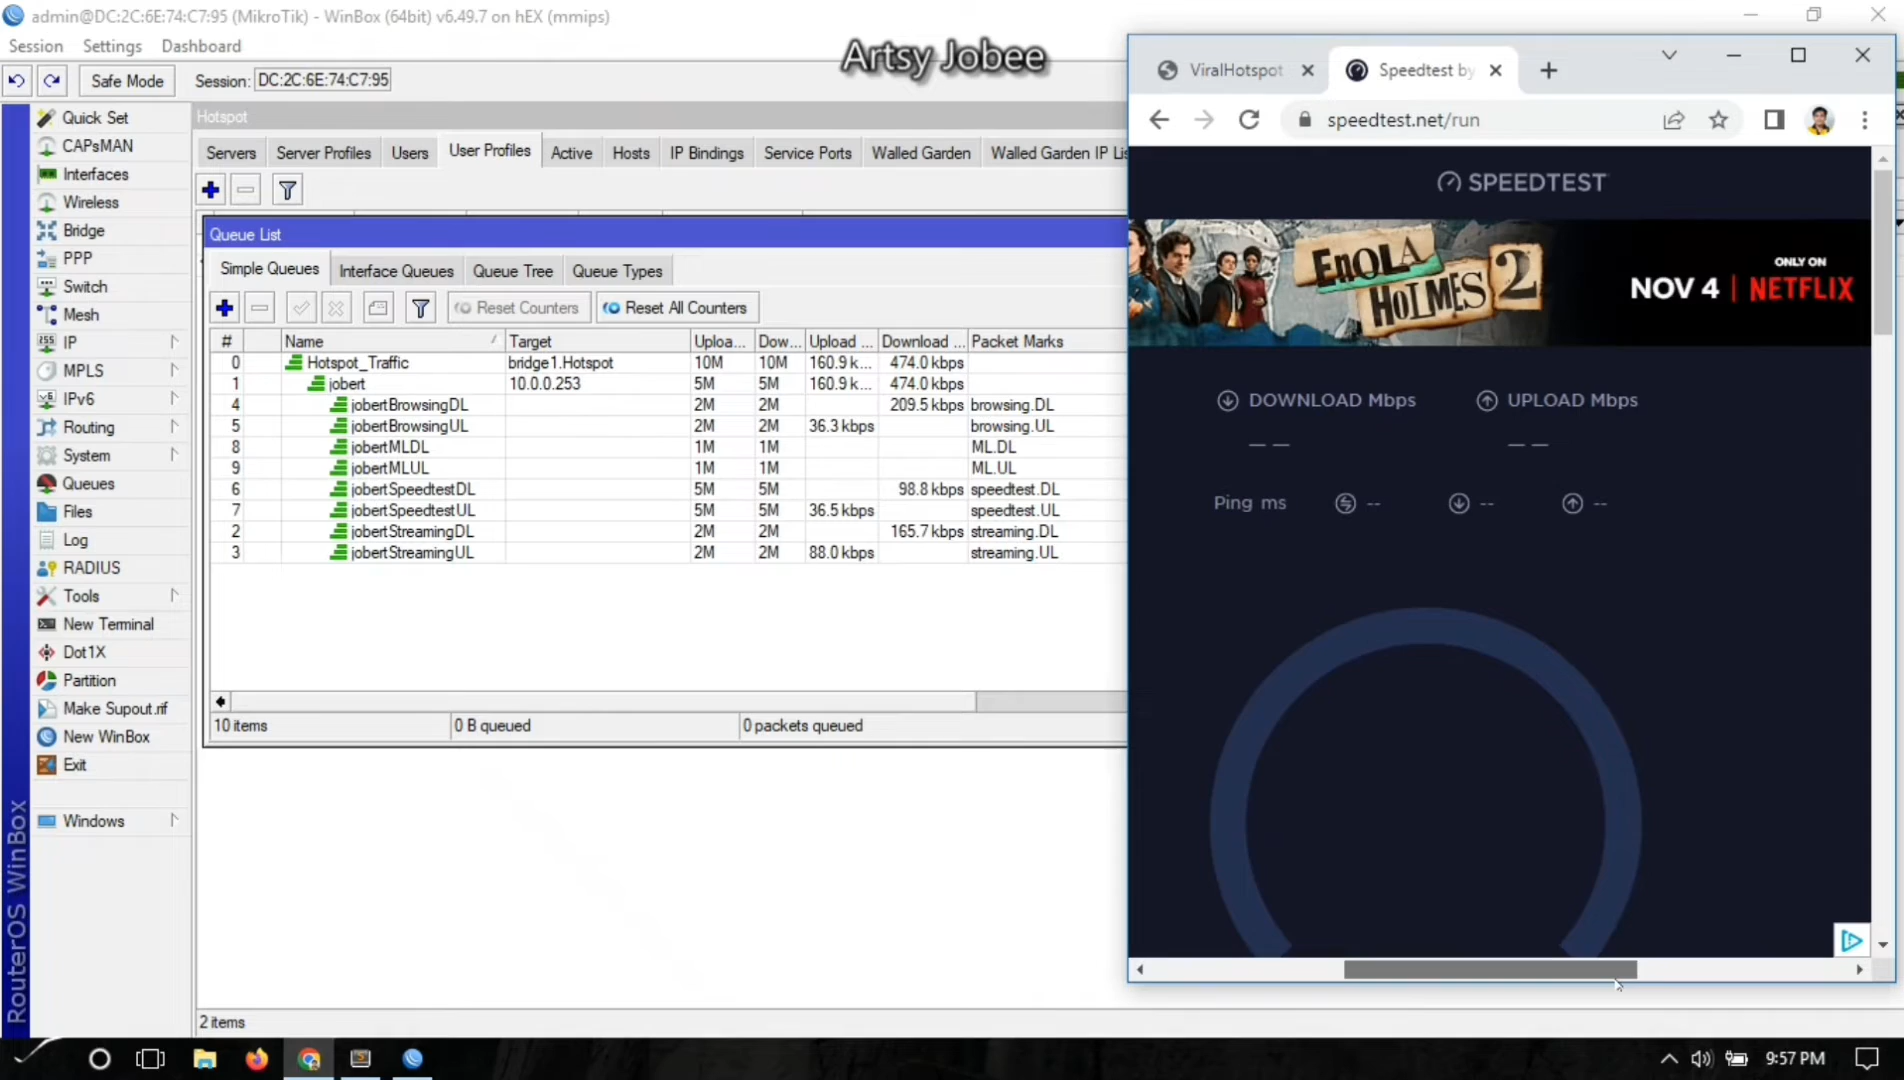 admin@DC:2C:6E:74:C7:95 (MikroTik) - WinBox (64bit) v6.49.7 on hEX (mmips)
Session Settings Dashboard
Artsy Jobee
Safe Mode Session: DC:2C:6E:74:C7:95
Quick Set
CAPsMAN
Interfaces
Wireless
Bridge
PPP
Switch
Mesh
IP
MPLS
IPv6
Routing
System
Queues
Files
Log
RADIUS
Tools
New Terminal
Dot1X
Partition
Make Supout.rif
New WinBox
Exit
Windows
RouterOS WinBox
Hotspot
Servers Server Profiles Users User Profiles Active Hosts IP Bindings Service Ports Walled Garden Walled Garden IP Lis
Queue List
Simple Queues Interface Queues Queue Tree Queue Types
Reset Counters Reset All Counters
# Name Target Uploa... Dow... Upload ... Download ... Packet Marks
0 Hotspot_Traffic bridge1.Hotspot 10M 10M 160.9 k... 474.0 kbps
1 jobert 10.0.0.253 5M 5M 160.9 k... 474.0 kbps
4 jobertBrowsingDL 2M 2M 209.5 kbps browsing.DL
5 jobertBrowsingUL 2M 2M 36.3 kbps browsing.UL
8 jobertMLDL 1M 1M ML.DL
9 jobertMLUL 1M 1M ML.UL
6 jobertSpeedtestDL 5M 5M 98.8 kbps speedtest.DL
7 jobertSpeedtestUL 5M 5M 36.5 kbps speedtest.UL
2 jobertStreamingDL 2M 2M 165.7 kbps streaming.DL
3 jobertStreamingUL 2M 2M 88.0 kbps streaming.UL
10 items 0 B queued 0 packets queued
2 items
ViralHotspot Speedtest by
speedtest.net/run
SPEEDTEST
ENOLA HOLMES 2
ONLY ON
NOV 4 | NETFLIX
DOWNLOAD Mbps UPLOAD Mbps
— — — —
Ping ms -- -- --
9:57 PM